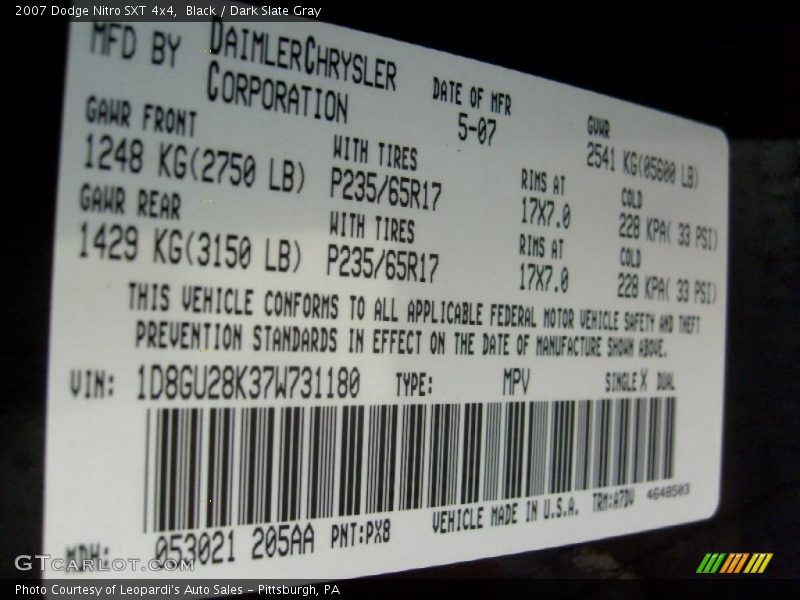 2007 Dodge Nitro SXT 4x4, Black / Dark Slate Gray
MFD BY DAIMLERCHRYSLER CORPORATION
DATE OF MFR 5-07
GVWR 2541 KG(05600 LB)
GAWR FRONT 1248 KG(2750 LB)
WITH TIRES P235/65R17
RIMS AT 17X7.0
COLD 228 KPA( 33 PSI)
GAWR REAR 1429 KG(3150 LB)
WITH TIRES P235/65R17
RIMS AT 17X7.0
COLD 228 KPA( 33 PSI)
THIS VEHICLE CONFORMS TO ALL APPLICABLE FEDERAL MOTOR VEHICLE SAFETY AND THEFT
PREVENTION STANDARDS IN EFFECT ON THE DATE OF MANUFACTURE SHOWN ABOVE.
VIN: 1D8GU28K37W731180 TYPE: MPV SINGLE X DUAL
MDH: 053021 205AA PNT:PX8 VEHICLE MADE IN U.S.A. TRM:A7DV 4648503
GTCarLot.com
Photo Courtesy of Leopardi's Auto Sales - Pittsburgh, PA